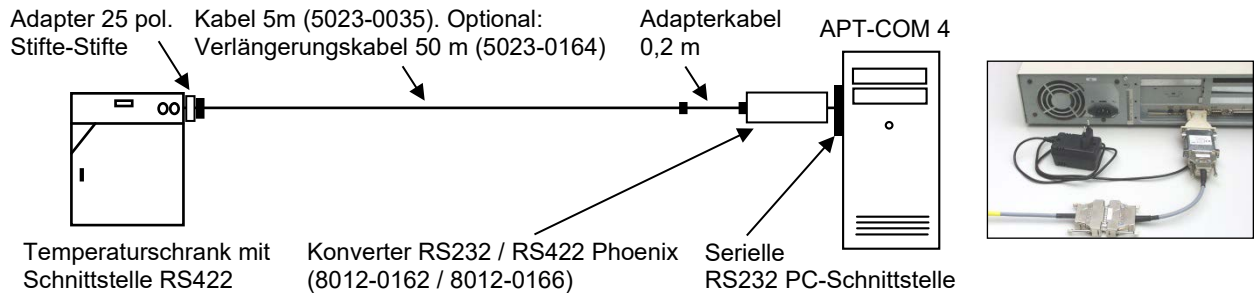 Adapter 25 pol.
Stifte-Stifte
Kabel 5m (5023-0035). Optional:
Verlängerungskabel 50 m (5023-0164)
Adapterkabel
0,2 m
APT-COM 4
Temperaturschrank mit
Schnittstelle RS422
Konverter RS232 / RS422 Phoenix
(8012-0162 / 8012-0166)
Serielle
RS232 PC-Schnittstelle